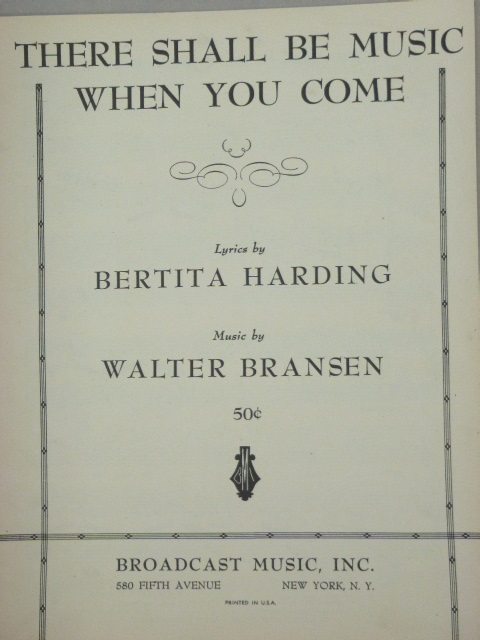 THERE SHALL BE MUSIC
WHEN YOU COME
Lyrics by
BERTITA HARDING
Music by
WALTER BRANSEN
50¢
BMI
BROADCAST MUSIC, INC.
580 FIFTH AVENUE NEW YORK, N. Y.
PRINTED IN U.S.A.